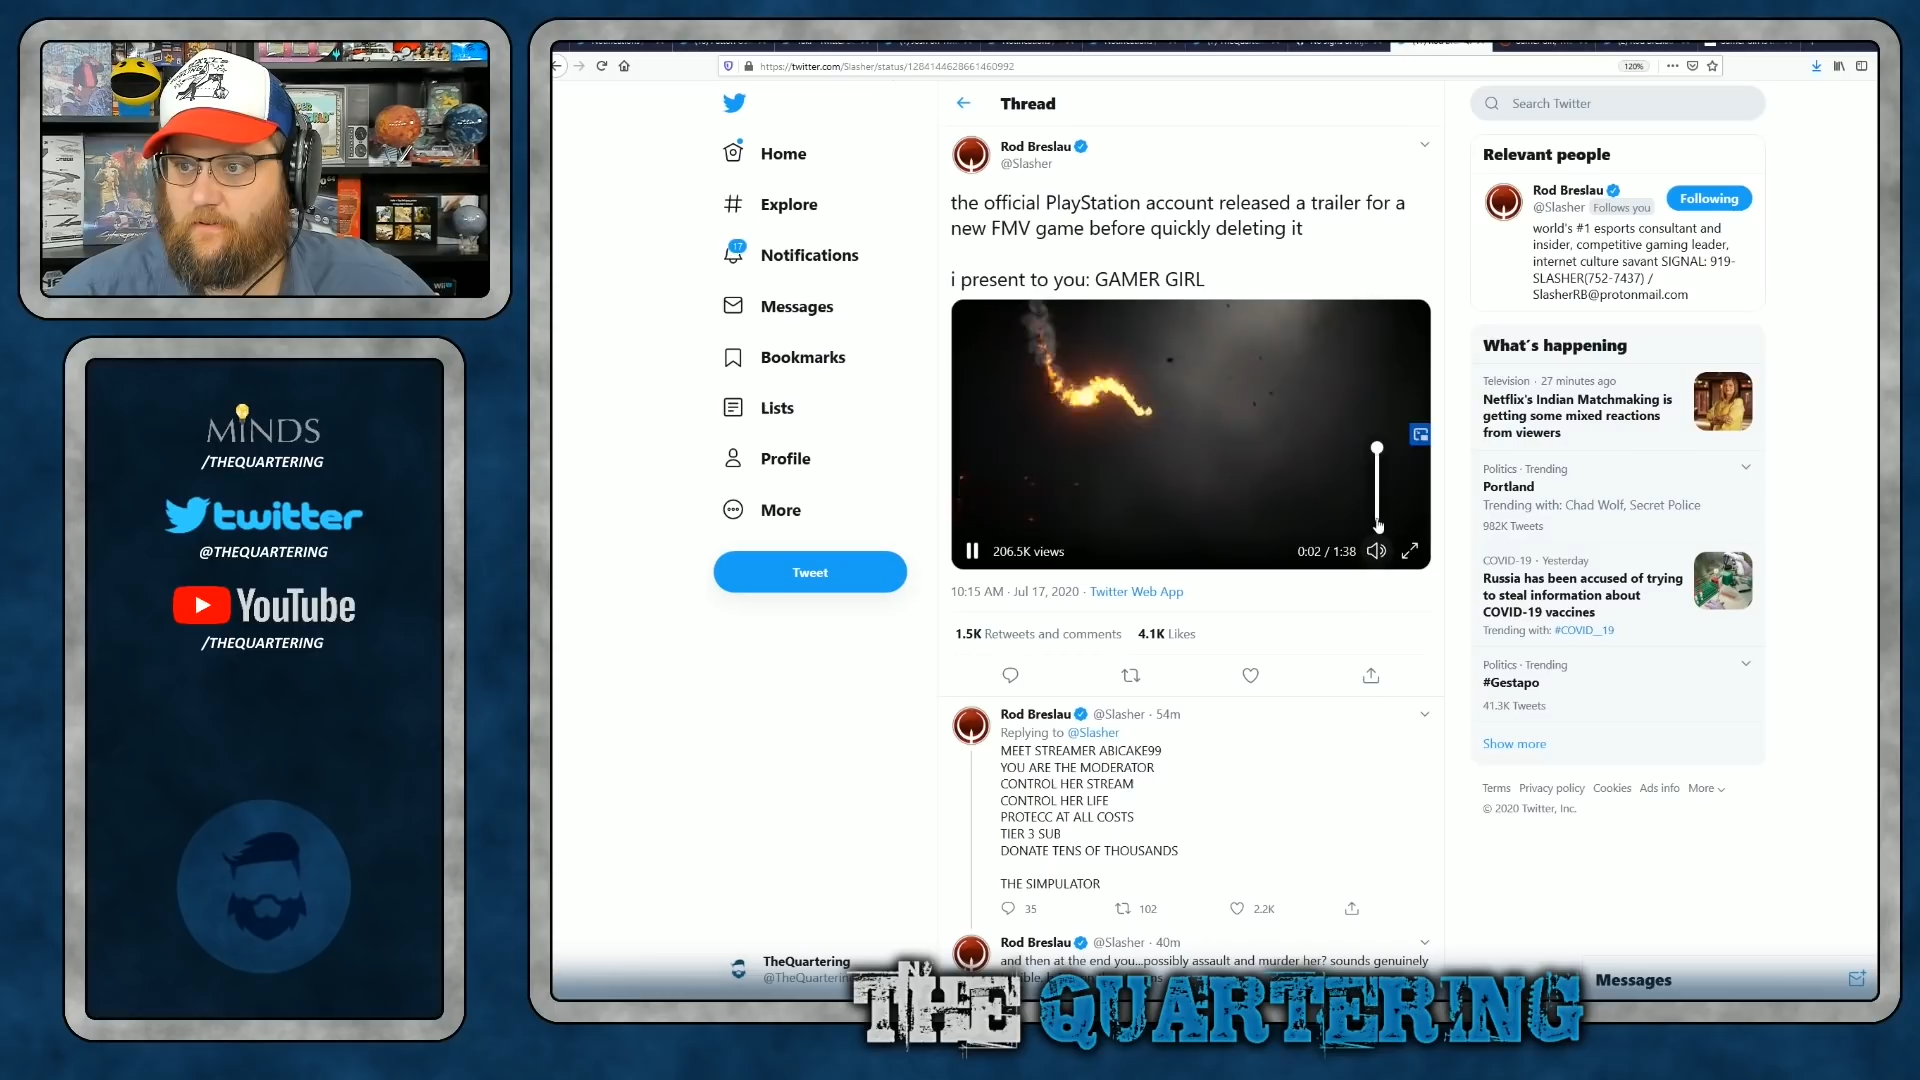 https://twitter.com/Slasher/status/1284144628661460992
120%
Thread
Search Twitter
Home
Explore
17
Notifications
Messages
Bookmarks
Lists
Profile
More
Tweet
TheQuartering
Rod Breslau
@Slasher
the official PlayStation account released a trailer for a
new FMV game before quickly deleting it
i present to you: GAMER GIRL
206.5K views
0:02 / 1:38
10:15 AM · Jul 17, 2020 · Twitter Web App
1.5K Retweets and comments 4.1K Likes
Rod Breslau @Slasher · 54m
Replying to @Slasher
MEET STREAMER ABICAKE99
YOU ARE THE MODERATOR
CONTROL HER STREAM
CONTROL HER LIFE
PROTECC AT ALL COSTS
TIER 3 SUB
DONATE TENS OF THOUSANDS
THE SIMPULATOR
35
102
2.2K
Rod Breslau @Slasher · 40m
and then at the end you...possibly assault and murder her? sounds genuinely
Relevant people
Rod Breslau
Following
@Slasher Follows you
world's #1 esports consultant and
insider, competitive gaming leader,
internet culture savant SIGNAL: 919-
SLASHER(752-7437) /
SlasherRB@protonmail.com
What's happening
Television · 27 minutes ago
Netflix's Indian Matchmaking is
getting some mixed reactions
from viewers
Politics · Trending
Portland
Trending with: Chad Wolf, Secret Police
982K Tweets
COVID-19 · Yesterday
Russia has been accused of trying
to steal information about
COVID-19 vaccines
Trending with: #COVID__19
Politics · Trending
#Gestapo
41.3K Tweets
Show more
Terms Privacy policy Cookies Ads info More
© 2020 Twitter, Inc.
Messages
MINDS
/THEQUARTERING
twitter
@THEQUARTERING
YouTube
/THEQUARTERING
THE QUARTERING